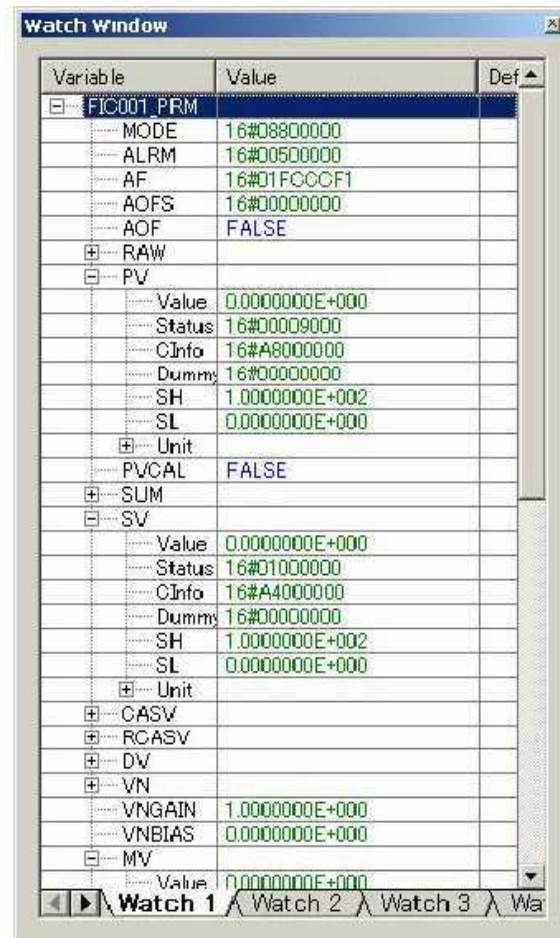 Watch Window
Variable Value Def
FIC001_PRM
MODE 16#08800000
ALRM 16#00500000
AF 16#01FCCCF1
AOFS 16#00000000
AOF FALSE
RAW
PV
Value 0.0000000E+000
Status 16#00009000
CInfo 16#A8000000
Dummy 16#00000000
SH 1.0000000E+002
SL 0.0000000E+000
Unit
PVCAL FALSE
SUM
SV
Value 0.0000000E+000
Status 16#01000000
CInfo 16#A4000000
Dummy 16#00000000
SH 1.0000000E+002
SL 0.0000000E+000
Unit
CASV
RCASV
DV
VN
VNGAIN 1.0000000E+000
VNBIAS 0.0000000E+000
MV
Value 0.0000000E+000
Watch 1 Watch 2 Watch 3 Wa